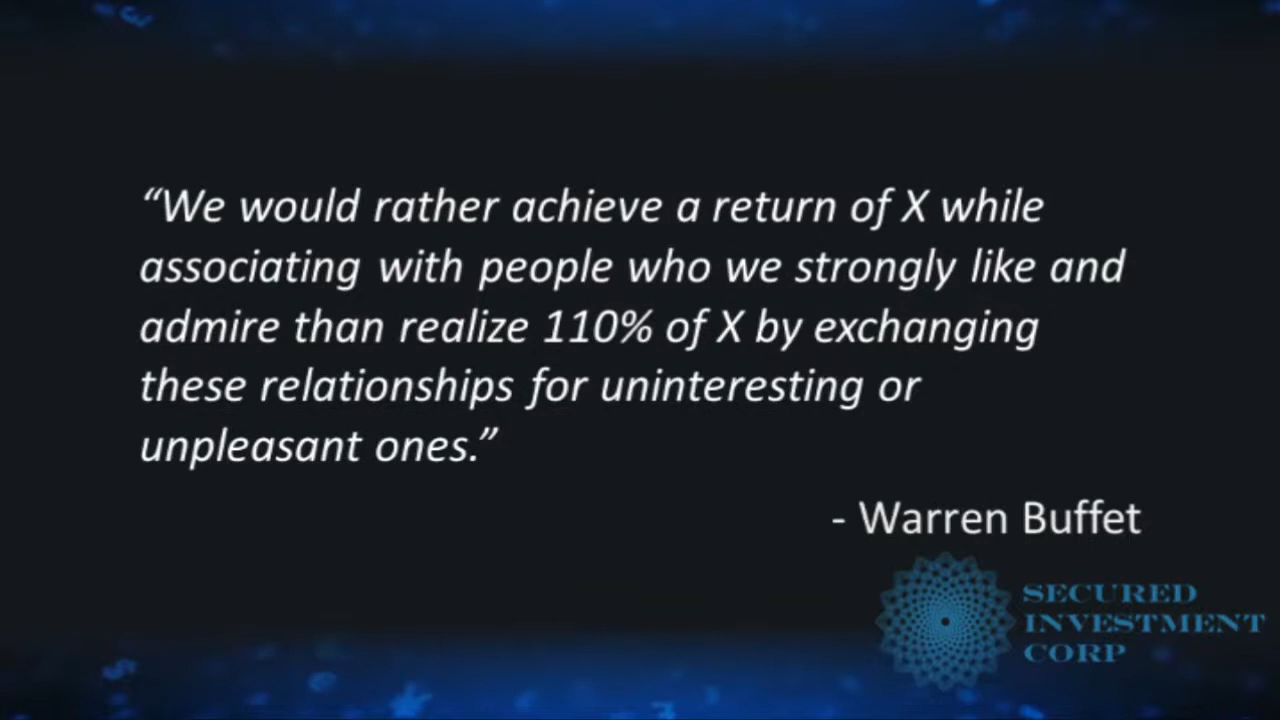 “We would rather achieve a return of X while
associating with people who we strongly like and
admire than realize 110% of X by exchanging
these relationships for uninteresting or
unpleasant ones.”
- Warren Buffet
SECURED
INVESTMENT
CORP